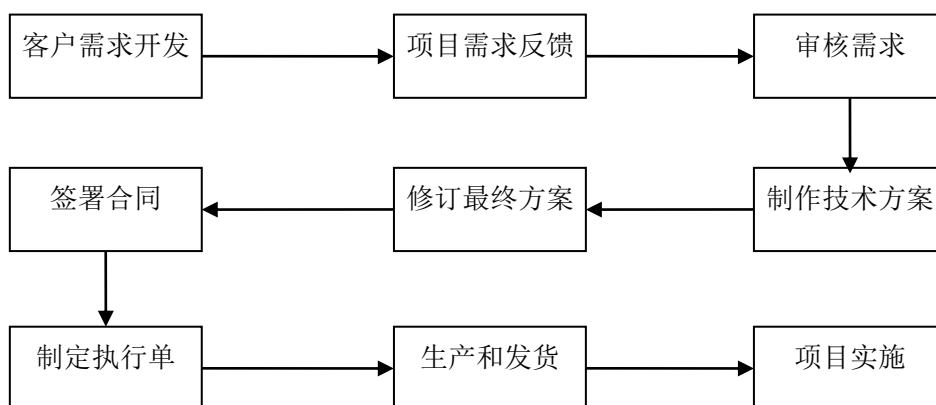 客户需求开发
项目需求反馈
审核需求
签署合同
修订最终方案
制作技术方案
制定执行单
生产和发货
项目实施